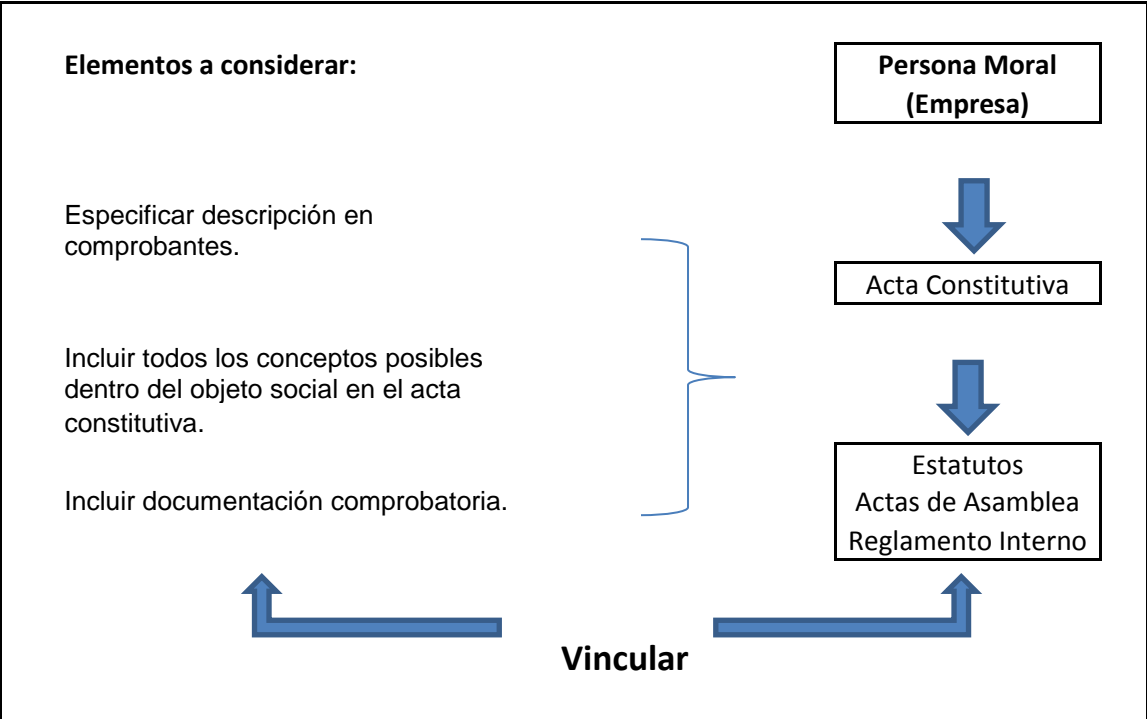 Elementos a considerar:
Especificar descripción en
comprobantes.
Incluir todos los conceptos posibles
dentro del objeto social en el acta
constitutiva.
Incluir documentación comprobatoria.
Persona Moral
(Empresa)
Acta Constitutiva
Estatutos
Actas de Asamblea
Reglamento Interno
Vincular